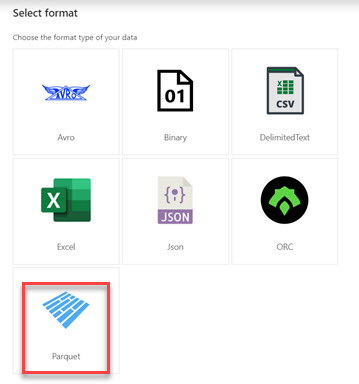 Select format
Choose the format type of your data
AVRO
01
CSV
Avro
Binary
DelimitedText
X
{;}
JSON
Excel
Json
ORC
Parquet